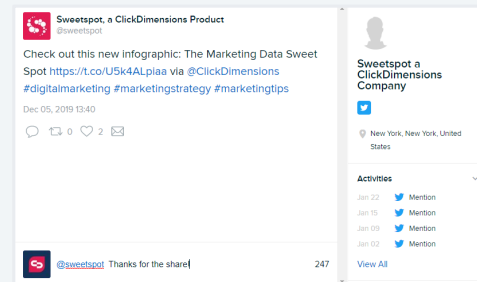 Sweetspot, a ClickDimensions Product
@sweetspot
Check out this new infographic: The Marketing Data Sweet
Spot https://t.co/U5k4ALpiaa via @ClickDimensions
#digitalmarketing #marketingstrategy #marketingtips
Dec 05, 2019 13:40
0
2
@sweetspot Thanks for the share!
247
Sweetspot a
ClickDimensions
Company
New York, New York, United
States
Activities
Jan 22 Mention
Jan 15 Mention
Jan 09 Mention
Jan 02 Mention
View All